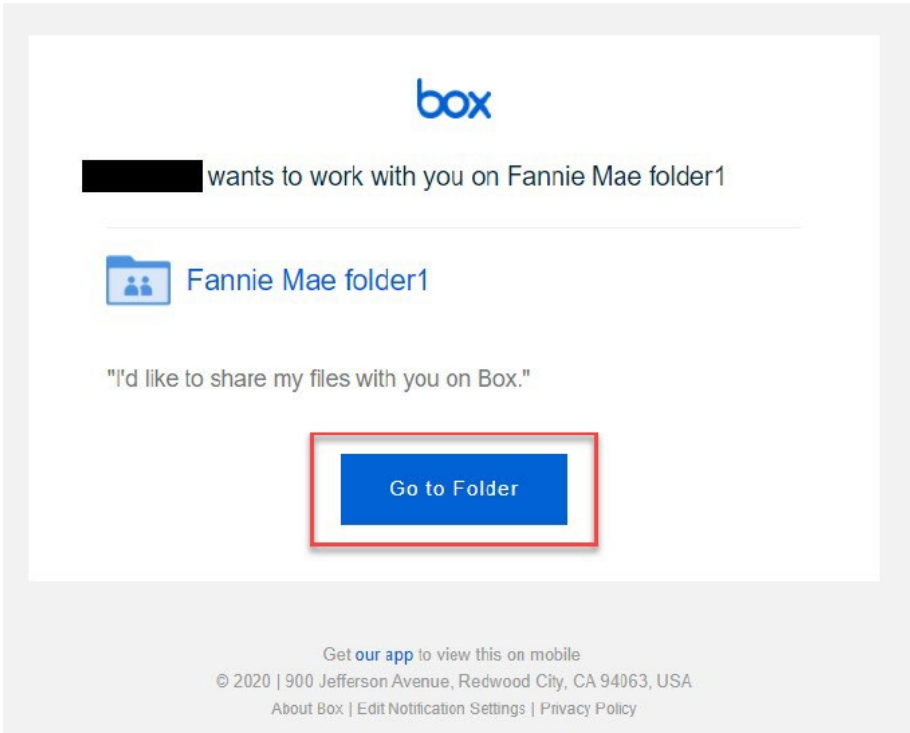 box
wants to work with you on Fannie Mae folder1
Fannie Mae folder1
"I'd like to share my files with you on Box."
Go to Folder
Get our app to view this on mobile
© 2020 | 900 Jefferson Avenue, Redwood City, CA 94063, USA
About Box | Edit Notification Settings | Privacy Policy